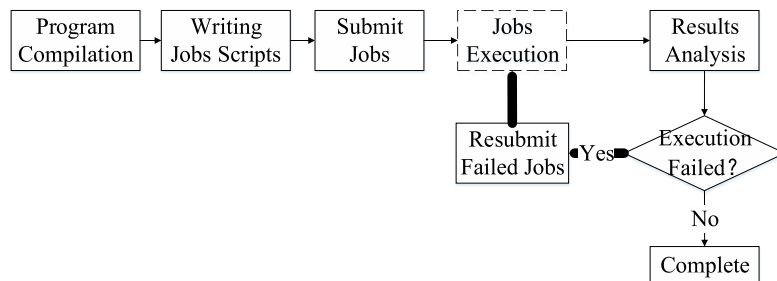 Program
Compilation
Writing
Jobs Scripts
Submit
Jobs
Jobs
Execution
Results
Analysis
Resubmit
Failed Jobs
Yes
Execution
Failed?
No
Complete